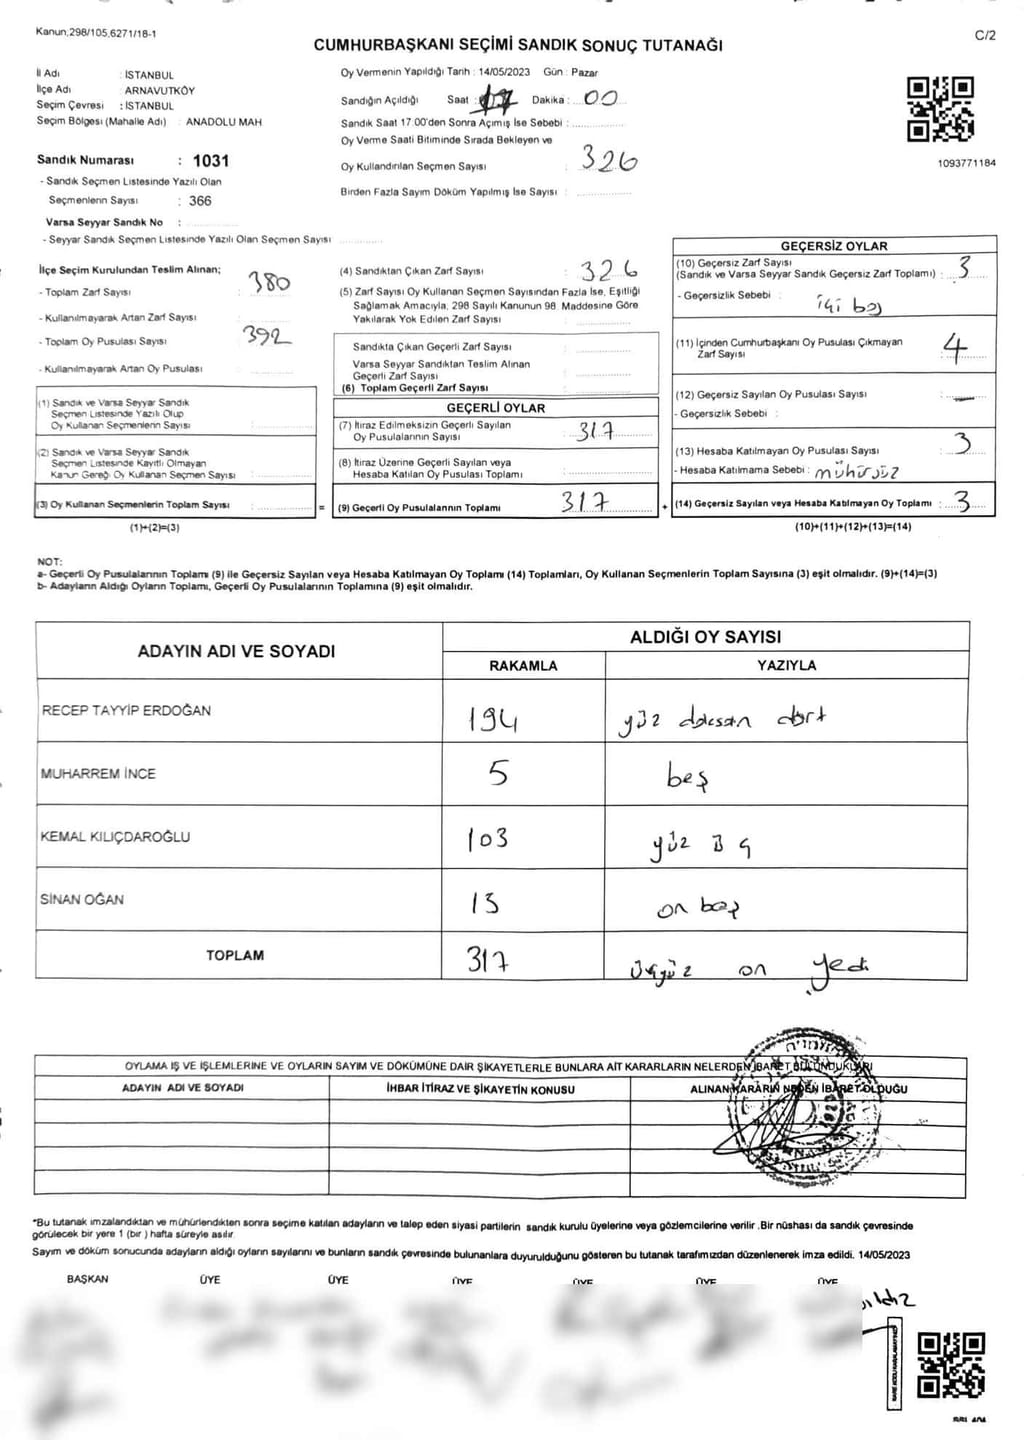 Kanun,298/105,6271/18-1
C/2
CUMHURBAŞKANI SEÇİMİ SANDIK SONUÇ TUTANAĞI
İl Adı : İSTANBUL
İlçe Adı : ARNAVUTKÖY
Seçim Çevresi : İSTANBUL
Seçim Bölgesi (Mahalle Adı) : ANADOLU MAH
Sandık Numarası : 1031
- Sandık Seçmen Listesinde Yazılı Olan
Seçmenlerin Sayısı : 366
Varsa Seyyar Sandık No :
- Seyyar Sandık Seçmen Listesinde Yazılı Olan Seçmen Sayısı
Oy Vermenin Yapıldığı Tarih : 14/05/2023 Gün : Pazar
Sandığın Açıldığı Saat : 17 Dakika : 00
Sandık Saat 17.00'den Sonra Açımış İse Sebebi :
Oy Verme Saati Bitiminde Sırada Bekleyen ve
Oy Kullandırılan Seçmen Sayısı : 326
Birden Fazla Sayım Döküm Yapılmış İse Sayısı :
1093771184
İlçe Seçim Kurulundan Teslim Alınan;
- Toplam Zarf Sayısı : 380
- Kullanılmayarak Artan Zarf Sayısı :
- Toplam Oy Pusulası Sayısı : 392
- Kullanılmayarak Artan Oy Pusulası :
(1) Sandık ve Varsa Seyyar Sandık
Seçmen Listesinde Yazılı Olup
Oy Kullanan Seçmenlerin Sayısı :
(2) Sandık ve Varsa Seyyar Sandık
Seçmen Listesinde Kayıtlı Olmayan
Kanun Gereği Oy Kullanan Seçmen Sayısı :
(3) Oy Kullanan Seçmenlerin Toplam Sayısı : =
(1)+(2)=(3)
(4) Sandıktan Çıkan Zarf Sayısı : 326
(5) Zarf Sayısı Oy Kullanan Seçmen Sayısından Fazla İse, Eşitliği
Sağlamak Amacıyla, 298 Sayılı Kanunun 98 Maddesine Göre
Yakılarak Yok Edilen Zarf Sayısı :
Sandıkta Çıkan Geçerli Zarf Sayısı :
Varsa Seyyar Sandıktan Teslim Alınan
Geçerli Zarf Sayısı :
(6) Toplam Geçerli Zarf Sayısı :
GEÇERLİ OYLAR
(7) İtiraz Edilmeksizin Geçerli Sayılan
Oy Pusulalarının Sayısı : 317
(8) İtiraz Üzerine Geçerli Sayılan veya
Hesaba Katılan Oy Pusulası Toplamı :
(9) Geçerli Oy Pusulalarının Toplamı : 317 +
GEÇERSİZ OYLAR
(10) Geçersiz Zarf Sayısı
(Sandık ve Varsa Seyyar Sandık Geçersiz Zarf Toplamı) : 3
- Geçersizlik Sebebi : içi boş
(11) İçinden Cumhurbaşkanı Oy Pusulası Çıkmayan
Zarf Sayısı : 4
(12) Geçersiz Sayılan Oy Pusulası Sayısı : —
- Geçersizlik Sebebi :
(13) Hesaba Katılmayan Oy Pusulası Sayısı : 3
- Hesaba Katılmama Sebebi : mühürsüz
(14) Geçersiz Sayılan veya Hesaba Katılmayan Oy Toplamı : 3
(10)+(11)+(12)+(13)=(14)
NOT:
a- Geçerli Oy Pusulalarının Toplamı (9) ile Geçersiz Sayılan veya Hesaba Katılmayan Oy Toplamı (14) Toplamları, Oy Kullanan Seçmenlerin Toplam Sayısına (3) eşit olmalıdır. (9)+(14)=(3)
b- Adayların Aldığı Oyların Toplamı, Geçerli Oy Pusulalarının Toplamına (9) eşit olmalıdır.
ADAYIN ADI VE SOYADI
ALDIĞI OY SAYISI
RAKAMLA YAZIYLA
RECEP TAYYİP ERDOĞAN 194 yüz doksan dört
MUHARREM İNCE 5 beş
KEMAL KILIÇDAROĞLU 103 yüz üç
SİNAN OĞAN 15 on beş
TOPLAM 317 üçyüz on yedi
OYLAMA İŞ VE İŞLEMLERİNE VE OYLARIN SAYIM VE DÖKÜMÜNE DAİR ŞİKAYETLERLE BUNLARA AİT KARARLARIN NELERDEN İBARET BULUNDUKLARI
ADAYIN ADI VE SOYADI İHBAR İTİRAZ VE ŞİKAYETİN KONUSU ALINAN KARARIN NEDEN İBARET OLDUĞU
*Bu tutanak imzalandıktan ve mühürlendikten sonra seçime katılan adayların ve talep eden siyasi partilerin sandık kurulu üyelerine veya gözlemcilerine verilir .Bir nüshası da sandık çevresinde
görülecek bir yere 1 (bir ) hafta süreyle asılır.
Sayım ve döküm sonucunda adayların aldığı oyların sayılarını ve bunların sandık çevresinde bulunanlara duyurulduğunu gösteren bu tutanak tarafımızdan düzenlenerek imza edildi. 14/05/2023
BAŞKAN ÜYE ÜYE ÜYE ÜYE ÜYE ÜYE